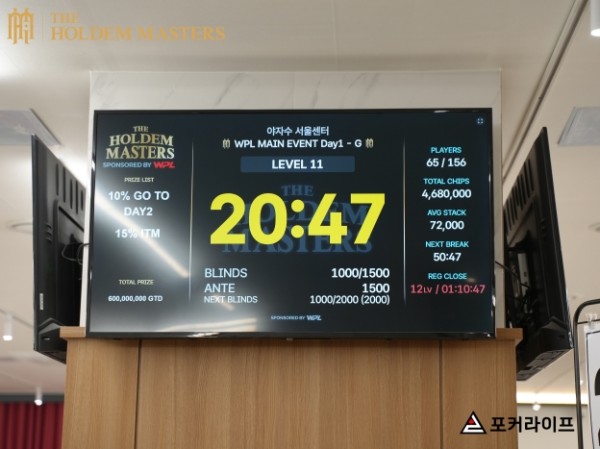 THE
HOLDEM MASTERS
THE
HOLDEM
MASTERS
SPONSORED BY WPL
PRIZE LIST
10% GO TO
DAY2
15% ITM
TOTAL PRIZE
600,000,000 GTD
야자수 서울센터
WPL MAIN EVENT Day1 - G
LEVEL 11
THE
HOLDEM
MASTERS
20:47
BLINDS 1000/1500
ANTE 1500
NEXT BLINDS 1000/2000 (2000)
SPONSORED BY WPL
PLAYERS
65 / 156
TOTAL CHIPS
4,680,000
AVG STACK
72,000
NEXT BREAK
50:47
REG CLOSE
12LV / 01:10:47
포커라이프